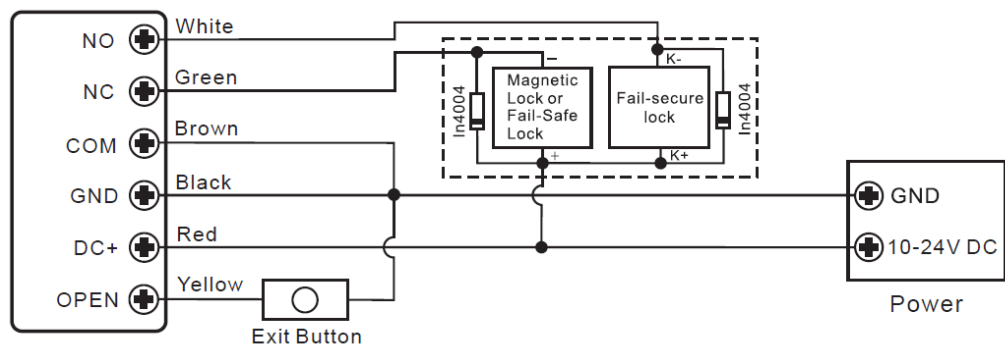 NO
White
NC
Green
COM
Brown
GND
Black
DC+
Red
OPEN
Yellow
Exit Button
In4004
−
Magnetic
Lock or
Fail-Safe
Lock
+
K-
Fail-secure
lock
K+
In4004
GND
10-24V DC
Power